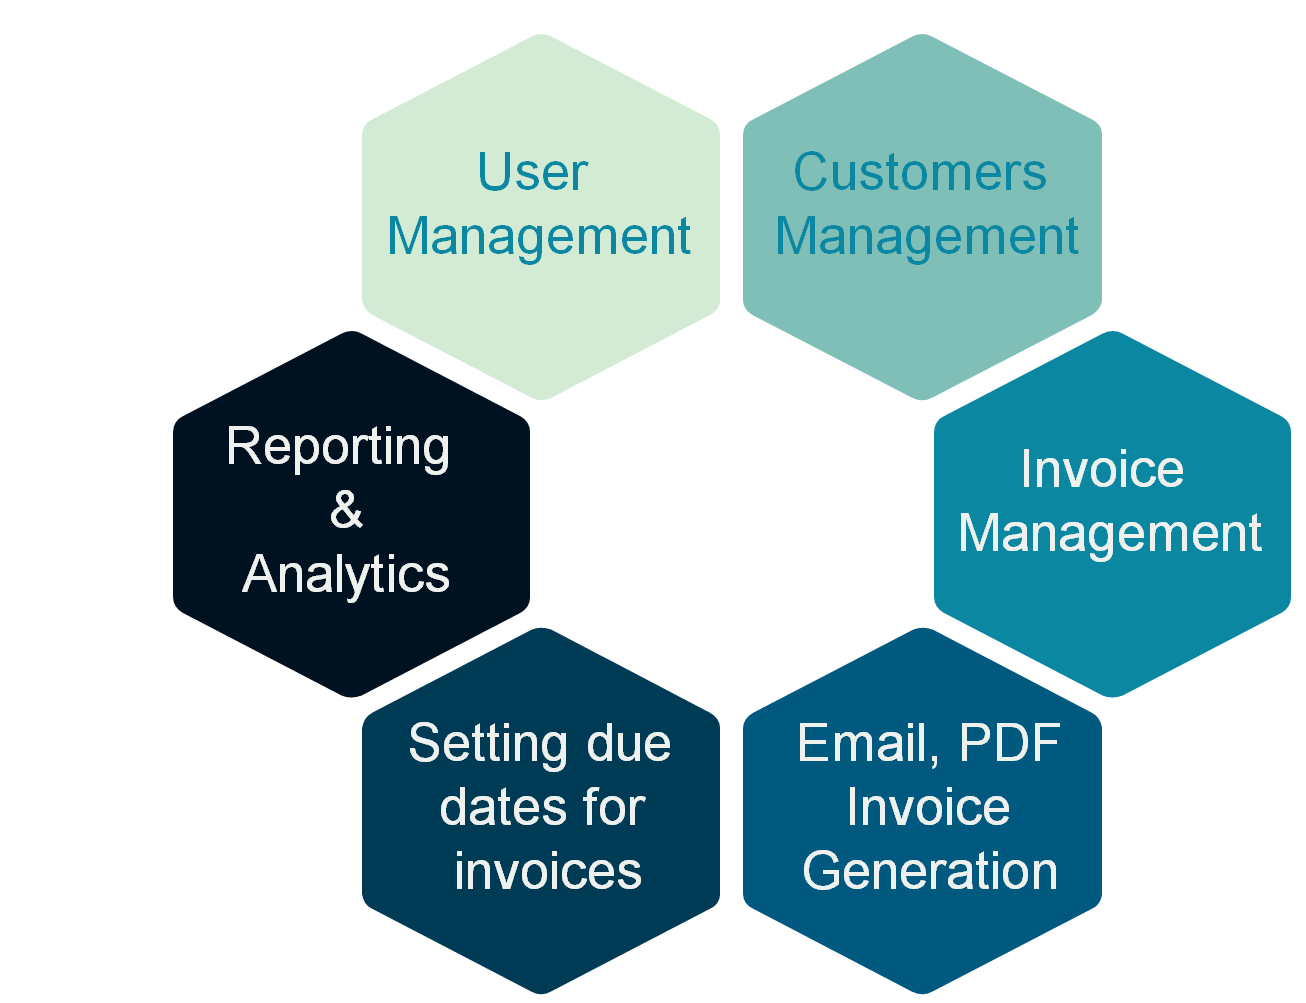 User
Management
Customers
Management
Invoice
Management
Email, PDF
Invoice
Generation
Setting due
dates for
invoices
Reporting
&
Analytics